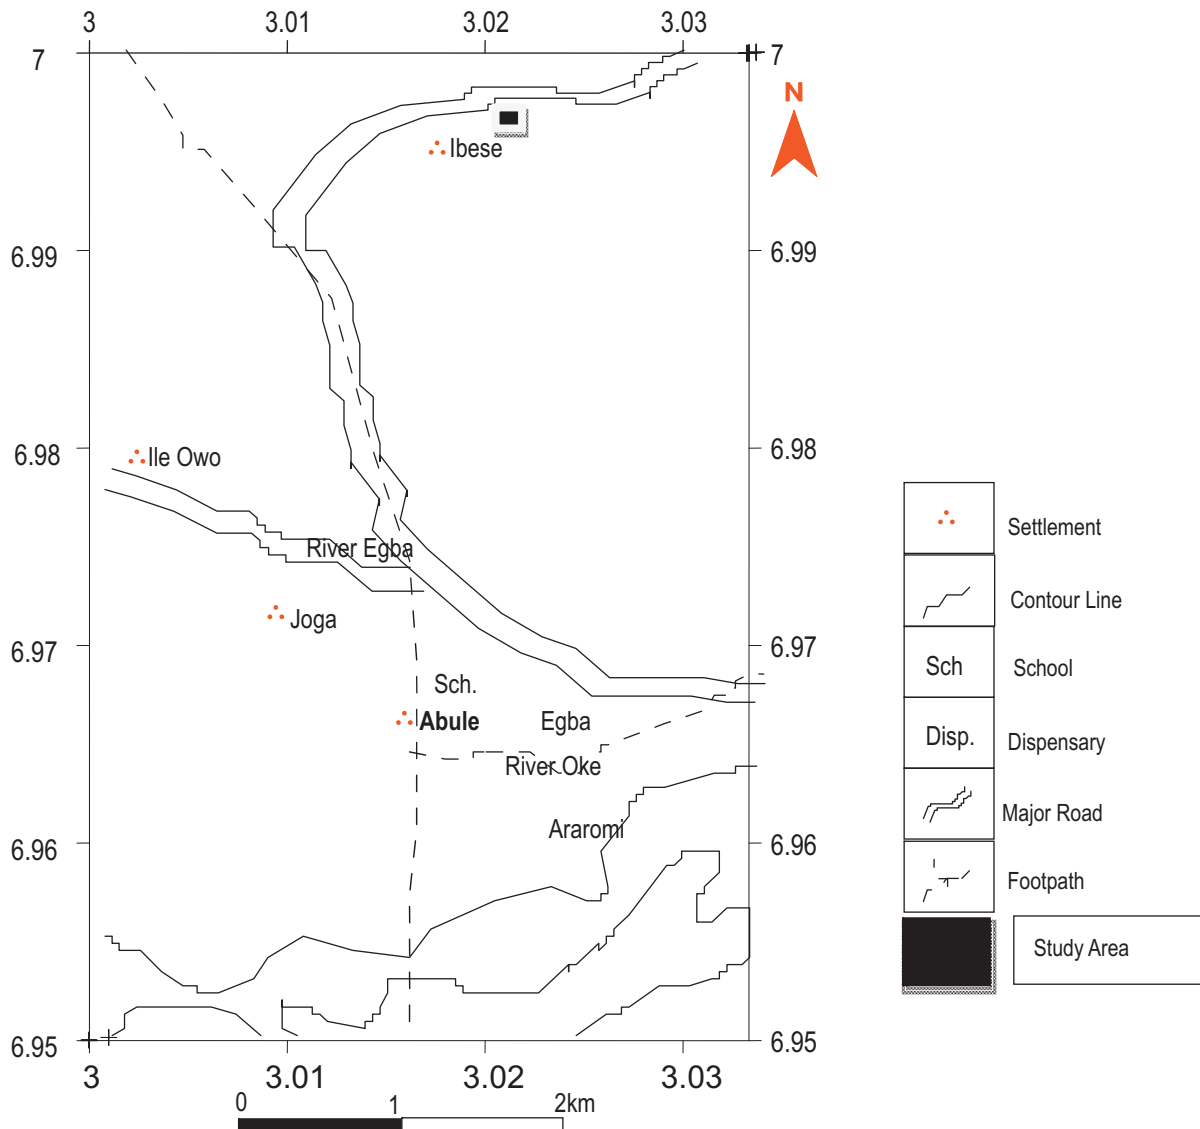 3 3.01 3.02 3.03
7 7
N
Ibese
6.99 6.99
6.98 6.98
Ile Owo
River Egba
Joga
6.97 6.97
Sch.
Abule Egba
River Oke
Araromi
6.96 6.96
6.95 6.95
3 3.01 3.02 3.03
0 1 2km
Settlement
Contour Line
Sch School
Disp. Dispensary
Major Road
Footpath
Study Area